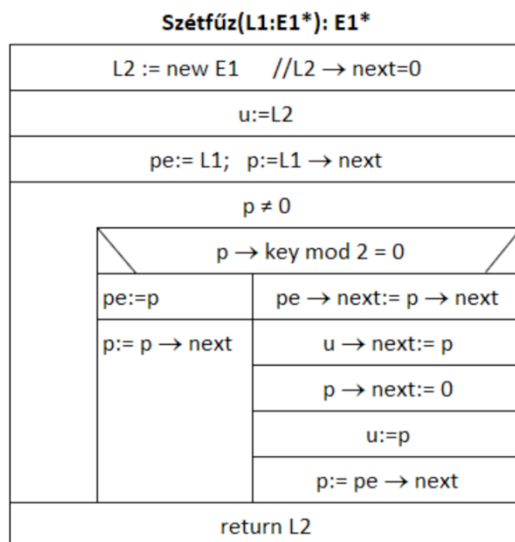 Szétfűz(L1:E1*): E1*
L2 := new E1 //L2 → next=0
u:=L2
pe:= L1; p:=L1 → next
p ≠ 0
p → key mod 2 = 0
pe:=p
pe → next:= p → next
p:= p → next
u → next:= p
p → next:= 0
u:=p
p:= pe → next
return L2